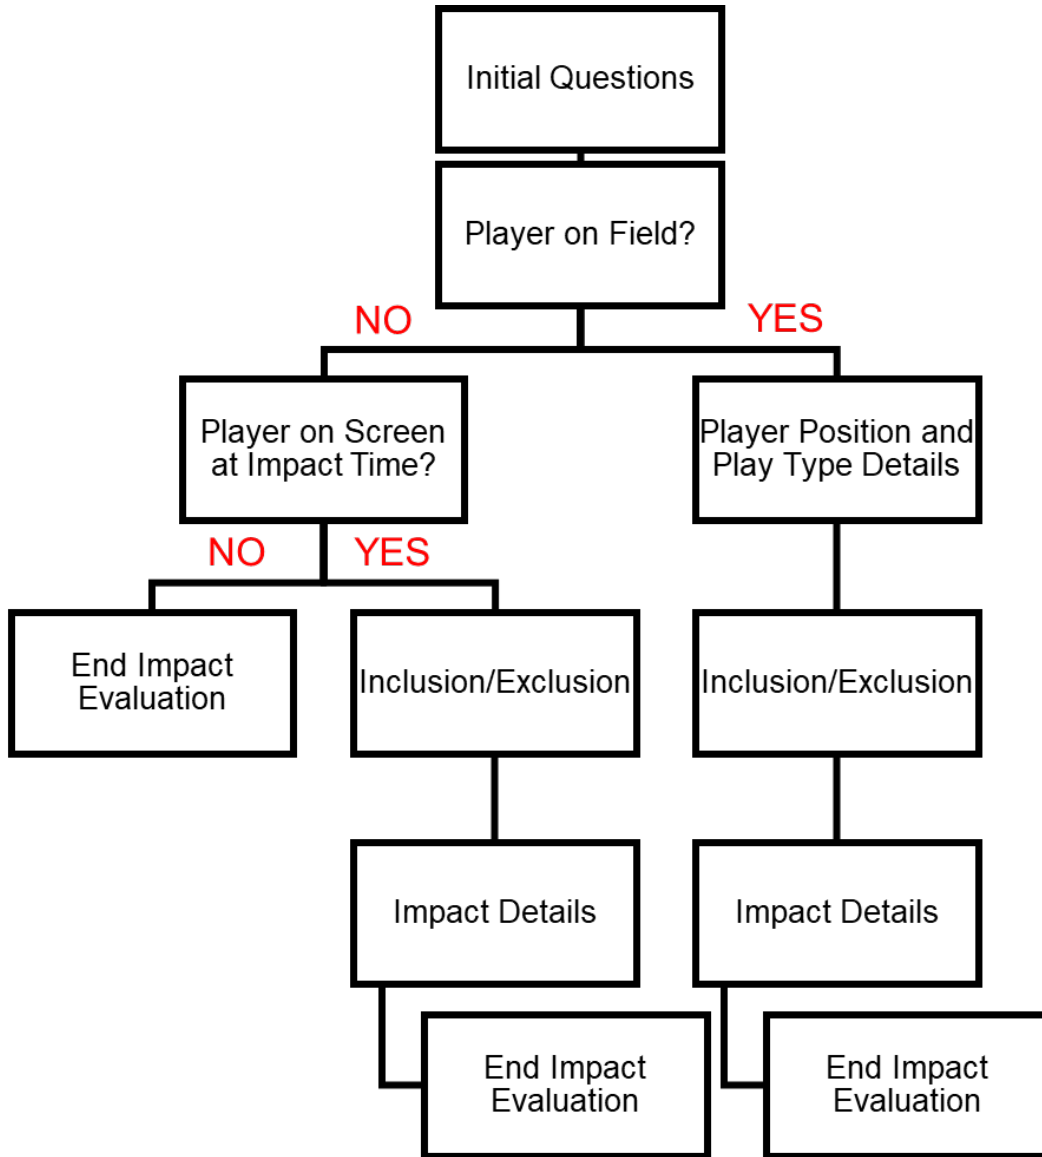 Initial Questions
Player on Field?
NO
YES
Player on Screen
at Impact Time?
Player Position and
Play Type Details
NO
YES
End Impact
Evaluation
Inclusion/Exclusion
Inclusion/Exclusion
Impact Details
Impact Details
End Impact
Evaluation
End Impact
Evaluation